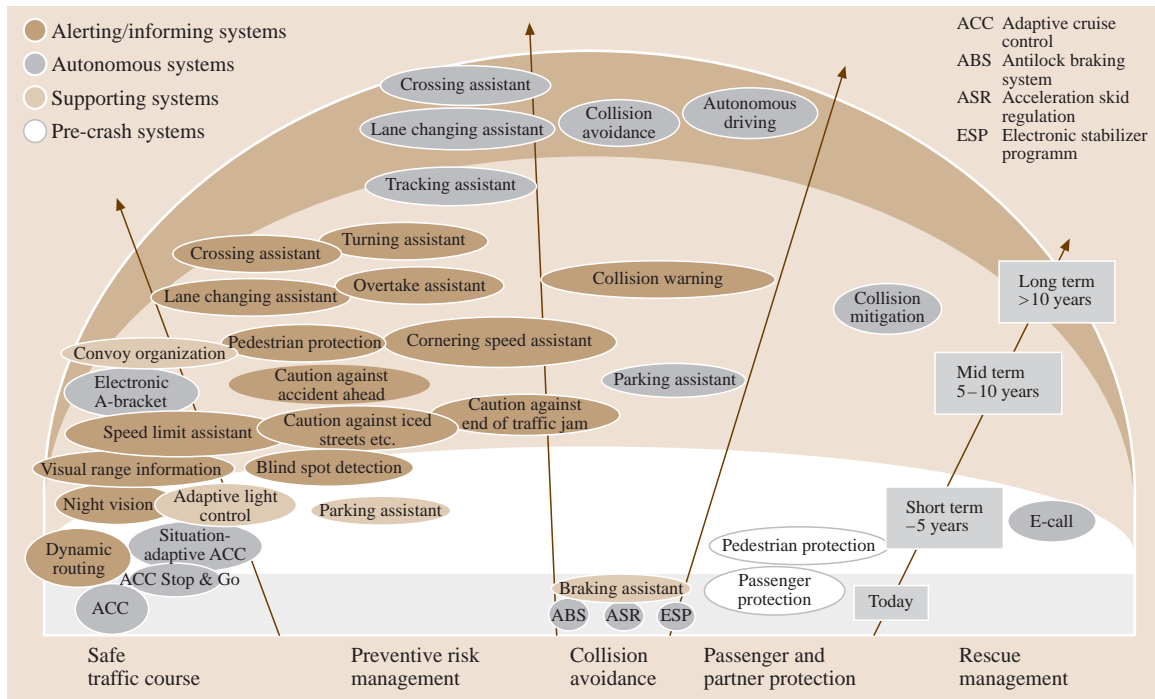 Alerting/informing systems
Autonomous systems
Supporting systems
Pre-crash systems
ACC Adaptive cruise
control
ABS Antilock braking
system
ASR Acceleration skid
regulation
ESP Electronic stabilizer
programm
Crossing assistant
Lane changing assistant
Collision
avoidance
Autonomous
driving
Tracking assistant
Turning assistant
Crossing assistant
Overtake assistant
Lane changing assistant
Collision warning
Long term
>10 years
Collision
mitigation
Pedestrian protection
Cornering speed assistant
Convoy organization
Electronic
A-bracket
Caution against
accident ahead
Parking assistant
Mid term
5–10 years
Speed limit assistant
Caution against iced
streets etc.
Caution against
end of traffic jam
Visual range information
Blind spot detection
Night vision
Adaptive light
control
Parking assistant
Short term
–5 years
E-call
Dynamic
routing
Situation-
adaptive ACC
Pedestrian protection
ACC Stop & Go
Braking assistant
Passenger
protection
ACC
ABS
ASR
ESP
Today
Safe
traffic course
Preventive risk
management
Collision
avoidance
Passenger and
partner protection
Rescue
management